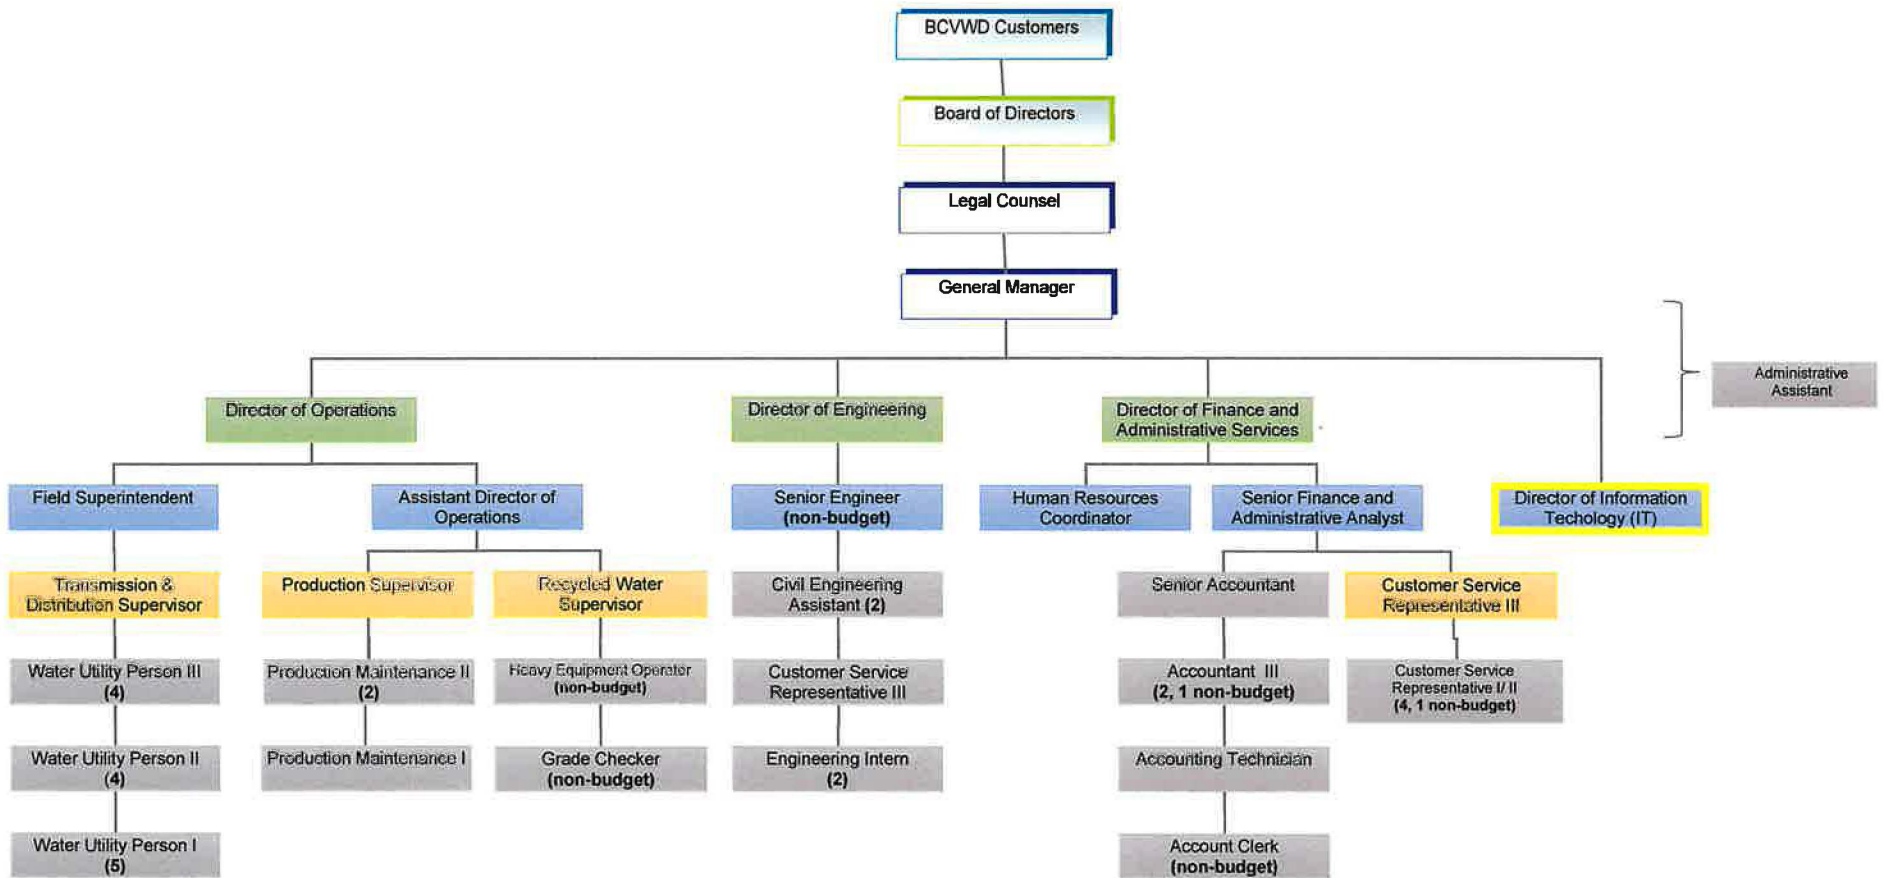 BCVWD Customers
Board of Directors
Legal Counsel
General Manager
Administrative
Assistant
Director of Operations
Director of Engineering
Director of Finance and
Administrative Services
Field Superintendent
Assistant Director of
Operations
Senior Engineer
(non-budget)
Human Resources
Coordinator
Senior Finance and
Administrative Analyst
Director of Information
Techology (IT)
Transmission &
Distribution Supervisor
Production Supervisor
Recycled Water
Supervisor
Civil Engineering
Assistant (2)
Senior Accountant
Customer Service
Representative III
Water Utility Person III
(4)
Production Maintenance II
(2)
Heavy Equipment Operator
(non-budget)
Customer Service
Representative III
Accountant III
(2, 1 non-budget)
Customer Service
Representative I/ II
(4, 1 non-budget)
Water Utility Person II
(4)
Production Maintenance I
Grade Checker
(non-budget)
Engineering Intern
(2)
Accounting Technician
Water Utility Person I
(5)
Account Clerk
(non-budget)